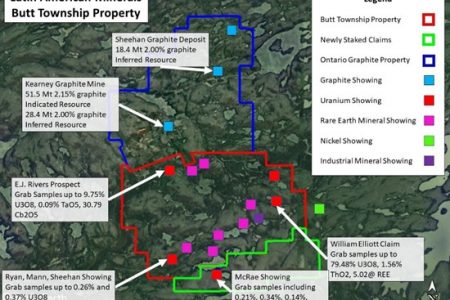 Latin American Minerals
Butt Township Property
Legend
Butt Township Property
Newly Staked Claims
Ontario Graphite Property
Graphite Showing
Uranium Showing
Rare Earth Mineral Showing
Nickel Showing
Industrial Mineral Showing
Sheehan Graphite Deposit
18.4 Mt 2.00% graphite
Inferred Resource
Kearney Graphite Mine
51.5 Mt 2.15% graphite
Indicated Resource
28.4 Mt 2.00% graphite
Inferred Resource
E.J. Rivers Prospect
Grab Samples up to 9.75%
U3O8, 0.09% TaO5, 30.79
Cb2O5
William Elliott Claim
Grab samples up to
79.48% U3O8, 1.56%
ThO2, 5.02@ REE
Ryan, Mann, Sheehan Showing
Grab samples up to 0.26% and
0.37% U3O8
McRae Showing
Grab samples including
0.21%, 0.34%, 0.14%,